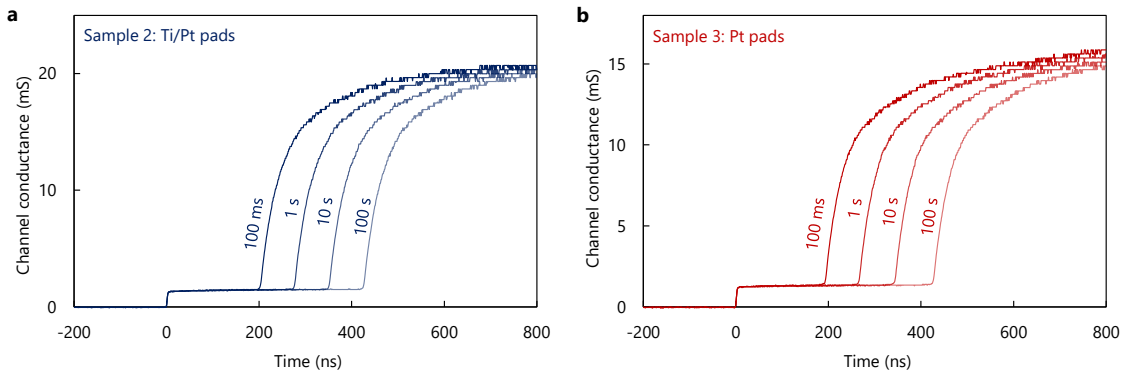 a
Sample 2: Ti/Pt pads
Channel conductance (mS)
20
10
0
100 ms
1 s
10 s
100 s
-200
0
200
400
600
800
Time (ns)
b
Sample 3: Pt pads
Channel conductance (mS)
15
10
5
0
100 ms
1 s
10 s
100 s
-200
0
200
400
600
800
Time (ns)